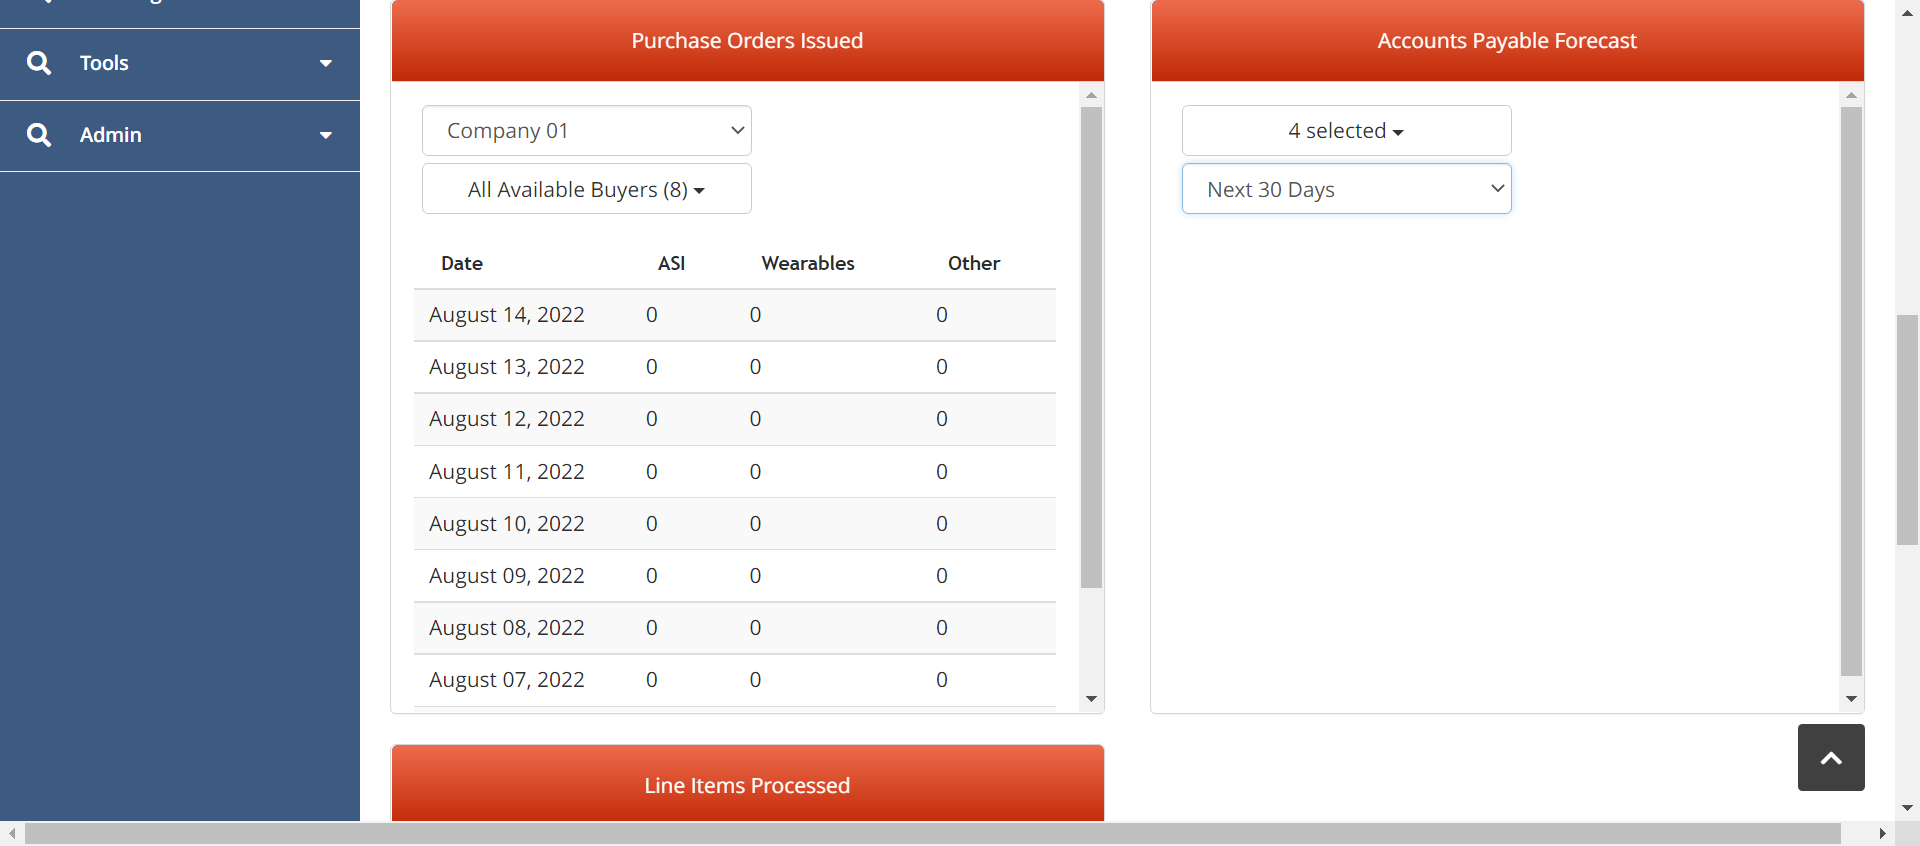 Tools
Admin
Purchase Orders Issued
Company 01
All Available Buyers (8)
Date ASI Wearables Other
August 14, 2022 0 0 0
August 13, 2022 0 0 0
August 12, 2022 0 0 0
August 11, 2022 0 0 0
August 10, 2022 0 0 0
August 09, 2022 0 0 0
August 08, 2022 0 0 0
August 07, 2022 0 0 0
Accounts Payable Forecast
4 selected
Next 30 Days
Line Items Processed